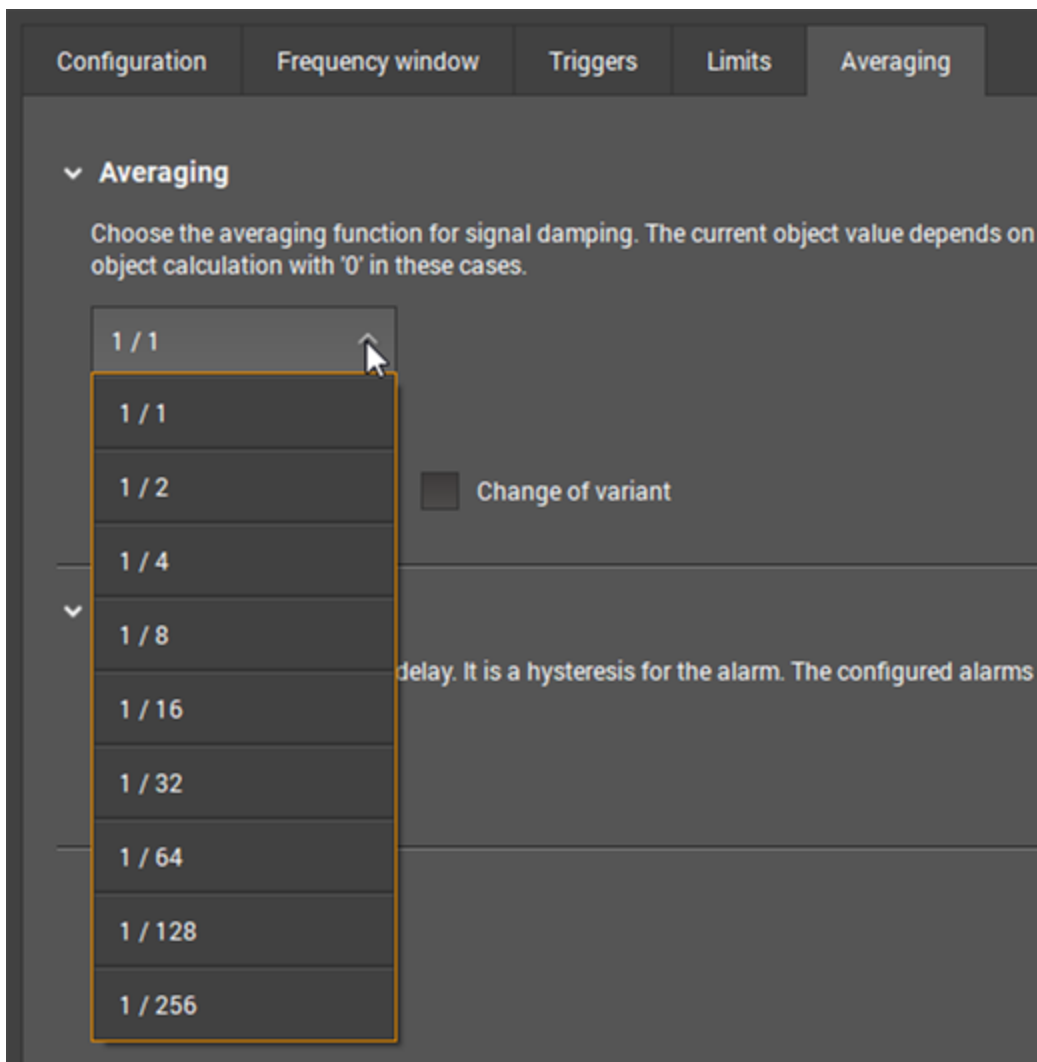 Configuration Frequency window Triggers Limits Averaging
Averaging
Choose the averaging function for signal damping. The current object value depends on
object calculation with '0' in these cases.
1 / 1
1 / 1
1 / 2
Change of variant
1 / 4
1 / 8
delay. It is a hysteresis for the alarm. The configured alarms
1 / 16
1 / 32
1 / 64
1 / 128
1 / 256